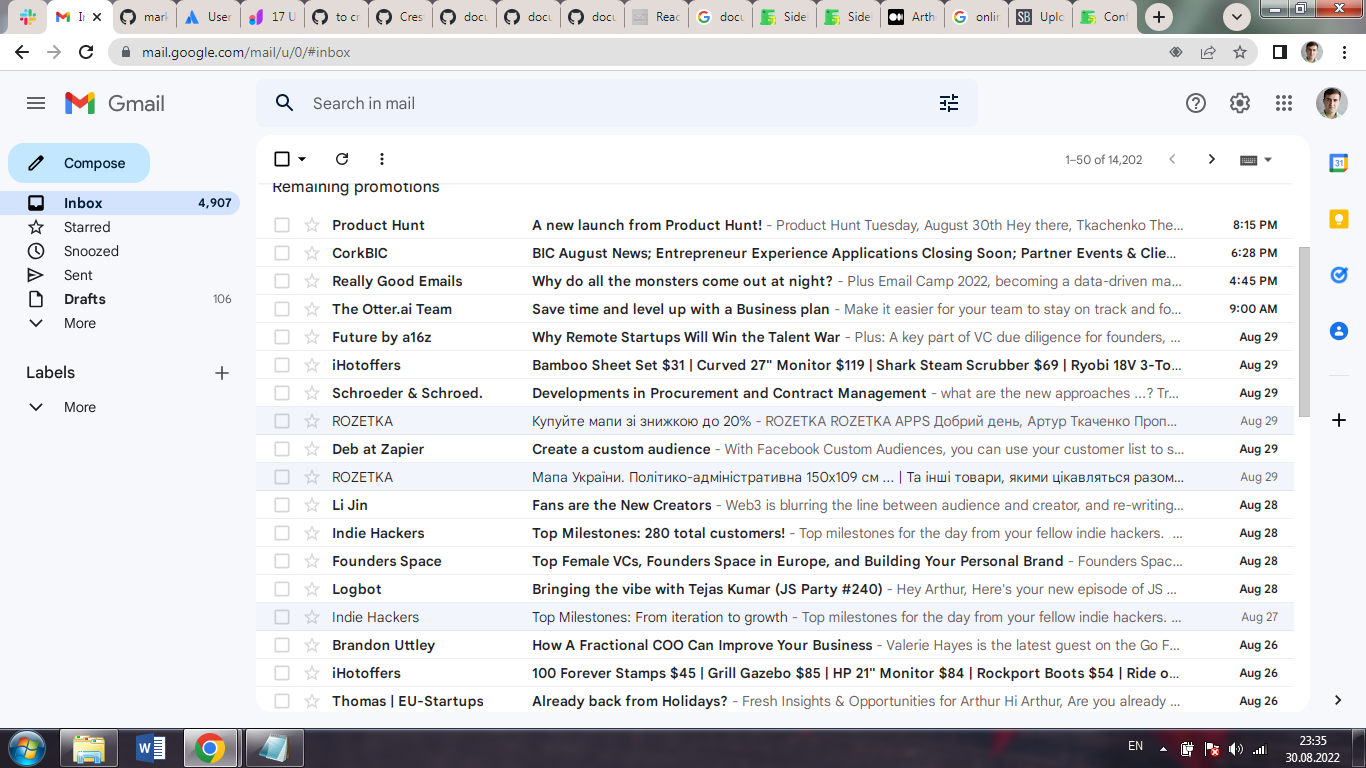 In mark User 17 U to cr Cres docu docu docu Reac docu Sidel Sidel Arth onlin Uplo Conf
mail.google.com/mail/u/0/#inbox
Gmail
Search in mail
Compose
1–50 of 14,202
Remaining promotions
Inbox 4,907
Starred
Snoozed
Sent
Drafts 106
More
Labels
More
Product Hunt A new launch from Product Hunt! - Product Hunt Tuesday, August 30th Hey there, Tkachenko The... 8:15 PM
CorkBIC BIC August News; Entrepreneur Experience Applications Closing Soon; Partner Events & Clie... 6:28 PM
Really Good Emails Why do all the monsters come out at night? - Plus Email Camp 2022, becoming a data-driven ma... 4:45 PM
The Otter.ai Team Save time and level up with a Business plan - Make it easier for your team to stay on track and fo... 9:00 AM
Future by a16z Why Remote Startups Will Win the Talent War - Plus: A key part of VC due diligence for founders, ... Aug 29
iHotoffers Bamboo Sheet Set $31 | Curved 27" Monitor $119 | Shark Steam Scrubber $69 | Ryobi 18V 3-To... Aug 29
Schroeder & Schroed. Developments in Procurement and Contract Management - what are the new approaches ...? Tr... Aug 29
ROZETKA Купуйте мапи зі знижкою до 20% - ROZETKA ROZETKA APPS Добрий день, Артур Ткаченко Проп... Aug 29
Deb at Zapier Create a custom audience - With Facebook Custom Audiences, you can use your customer list to s... Aug 29
ROZETKA Мапа України. Політико-адміністративна 150х109 см ... | Та інші товари, якими цікавляться разом... Aug 29
Li Jin Fans are the New Creators - Web3 is blurring the line between audience and creator, and re-writing... Aug 28
Indie Hackers Top Milestones: 280 total customers! - Top milestones for the day from your fellow indie hackers. ... Aug 28
Founders Space Top Female VCs, Founders Space in Europe, and Building Your Personal Brand - Founders Spac... Aug 28
Logbot Bringing the vibe with Tejas Kumar (JS Party #240) - Hey Arthur, Here's your new episode of JS ... Aug 28
Indie Hackers Top Milestones: From iteration to growth - Top milestones for the day from your fellow indie hackers. ... Aug 27
Brandon Uttley How A Fractional COO Can Improve Your Business - Valerie Hayes is the latest guest on the Go F... Aug 26
iHotoffers 100 Forever Stamps $45 | Grill Gazebo $85 | HP 21" Monitor $84 | Rockport Boots $54 | Ride o... Aug 26
Thomas | EU-Startups Already back from Holidays? - Fresh Insights & Opportunities for Arthur Hi Arthur, Are you already ... Aug 26
EN
23:35
30.08.2022